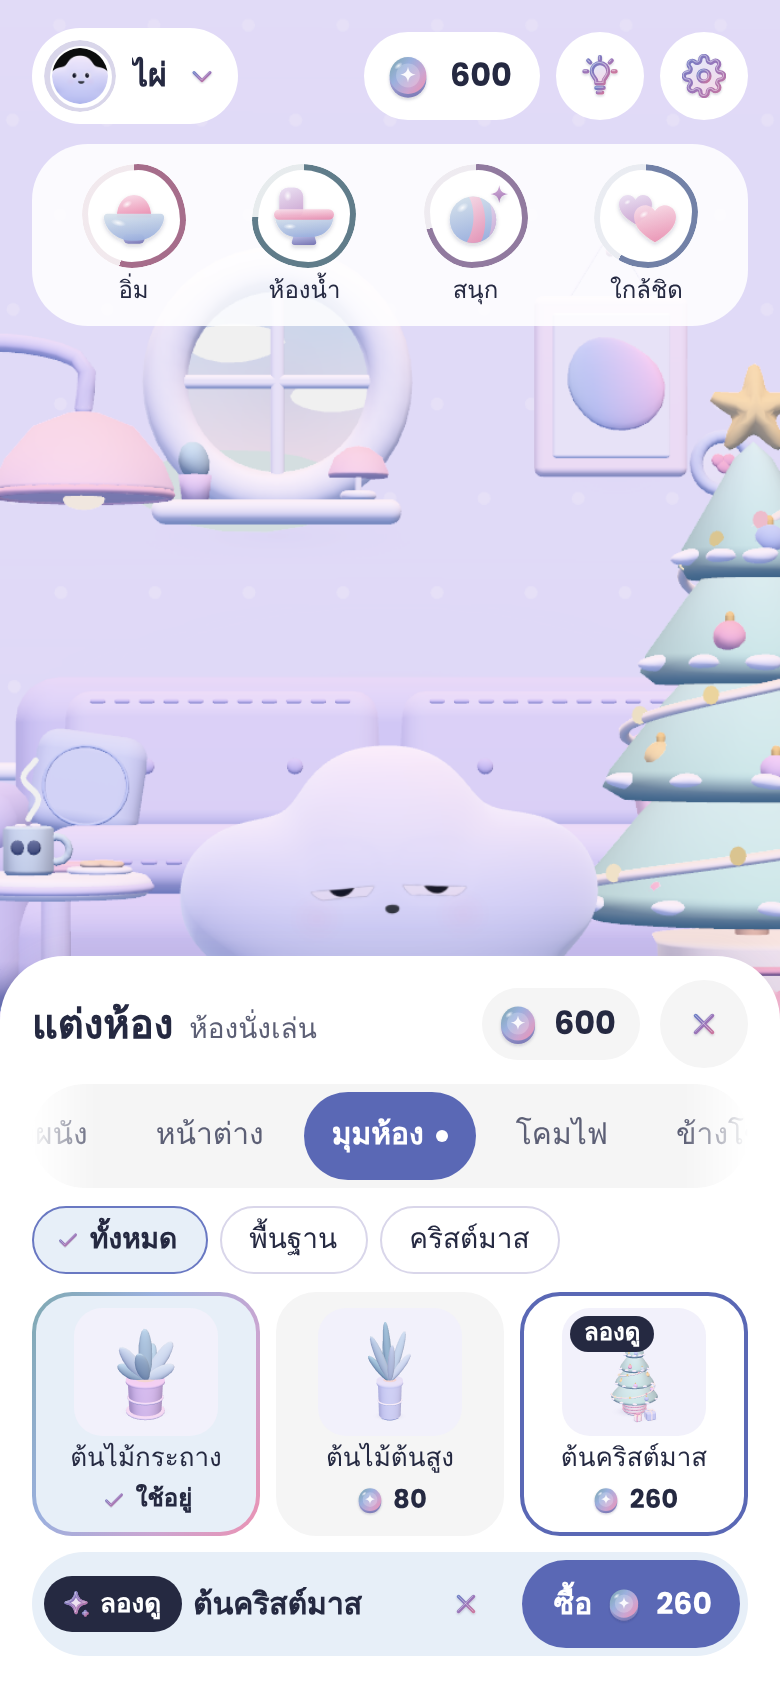 ไผ่
600
อิ่ม
ห้องน้ำ
สนุก
ใกล้ชิด
แต่งห้อง ห้องนั่งเล่น
600
ผนัง หน้าต่าง มุมห้อง โคมไฟ ข้าง
ทั้งหมด พื้นฐาน คริสต์มาส
ลองดู
ต้นไม้กระถาง ต้นไม้ต้นสูง ต้นคริสต์มาส
ใช้อยู่ 80 260
ลองดู ต้นคริสต์มาส ซื้อ 260